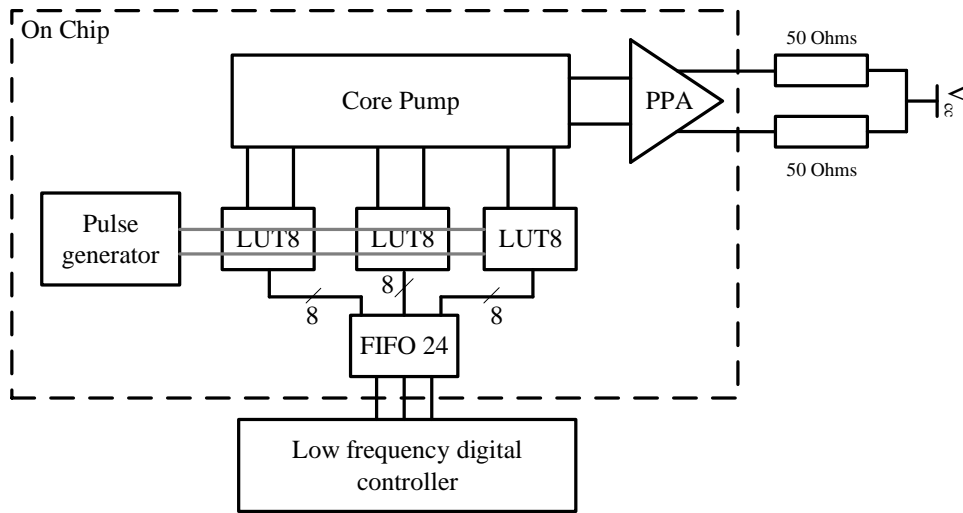 On Chip
50 Ohms
Core Pump
PPA
Vcc
50 Ohms
Pulse
generator
LUT8
LUT8
LUT8
8
8
8
FIFO 24
Low frequency digital
controller